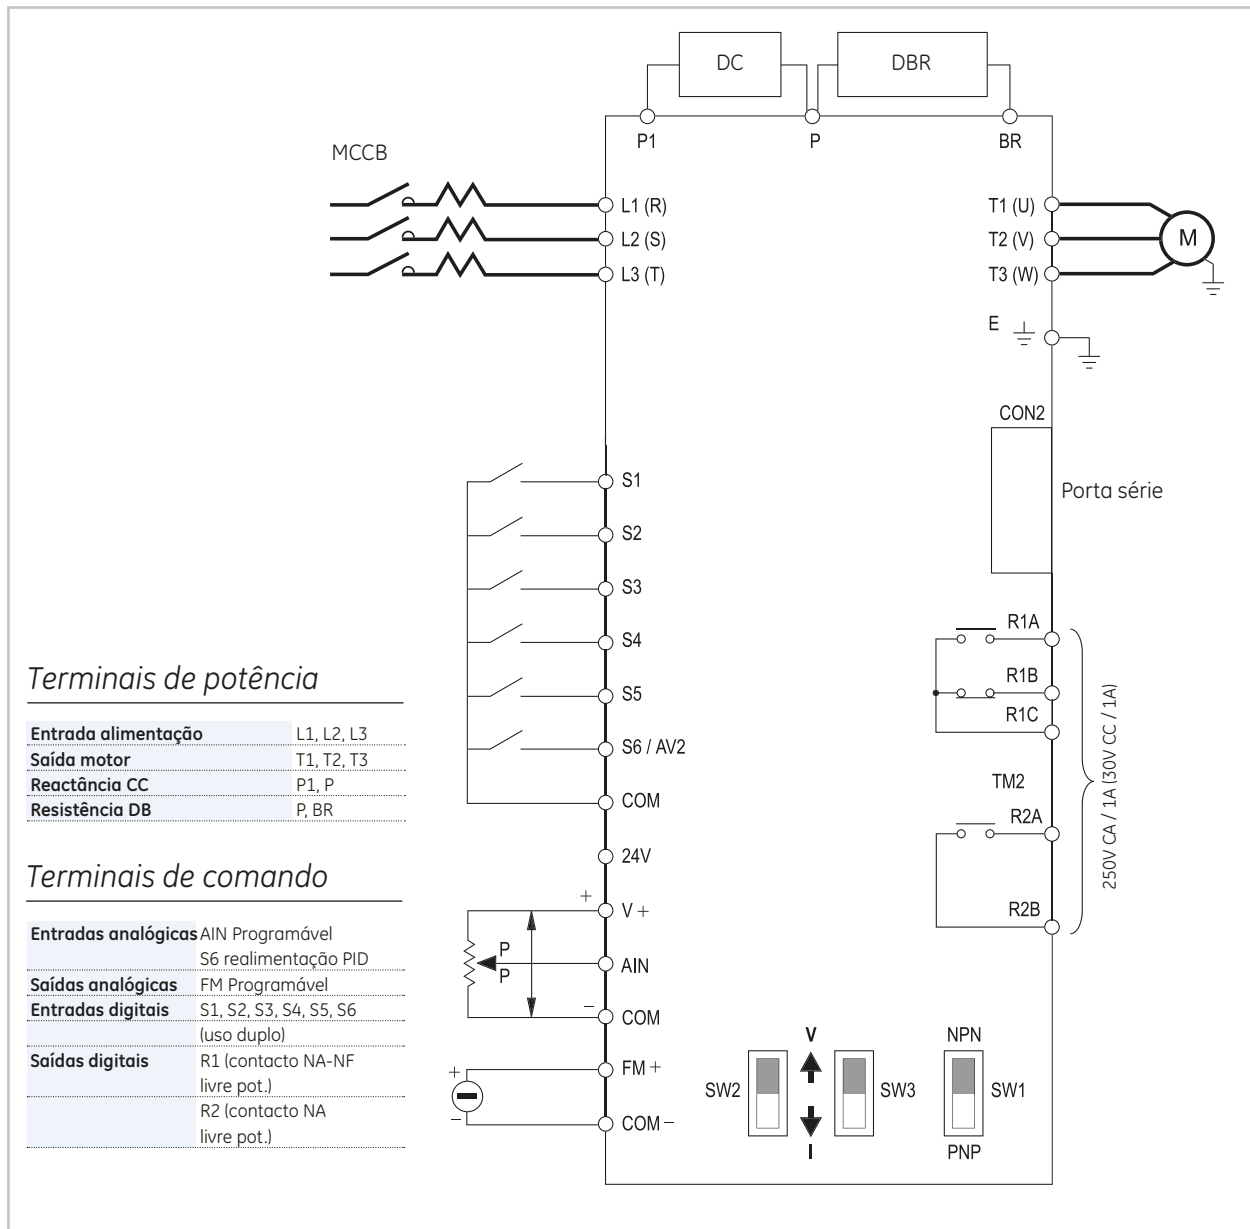 DC
DBR
P1
P
BR
MCCB
L1 (R)
L2 (S)
L3 (T)
T1 (U)
T2 (V)
T3 (W)
M
E
CON2
Porta série
S1
S2
S3
S4
S5
S6 / AV2
COM
24V
+
V +
P
P
AIN
−
COM
+
FM +
−
COM −
R1A
R1B
R1C
TM2
R2A
R2B
250V CA / 1A (30V CC / 1A)
V
I
SW2
SW3
NPN
SW1
PNP
Terminais de potência
Entrada alimentação L1, L2, L3
Saída motor T1, T2, T3
Reactância CC P1, P
Resistência DB P, BR
Terminais de comando
Entradas analógicas AIN Programável
S6 realimentação PID
Saídas analógicas FM Programável
Entradas digitais S1, S2, S3, S4, S5, S6
(uso duplo)
Saídas digitais R1 (contacto NA-NF
livre pot.)
R2 (contacto NA
livre pot.)